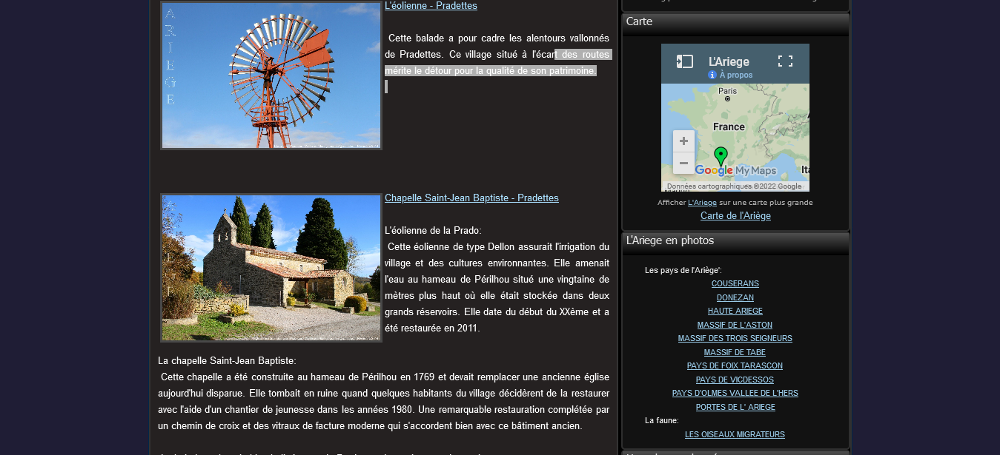 L'éolienne - Pradettes
A
R
I
E
G
E
Cette balade a pour cadre les alentours vallonnés
de Pradettes. Ce village situé à l'écart des routes
mérite le détour pour la qualité de son patrimoine.
Chapelle Saint-Jean Baptiste - Pradettes
L'éolienne de la Prado:
Cette éolienne de type Dellon assurait l'irrigation du
village et des cultures environnantes. Elle amenait
l'eau au hameau de Périlhou situé une vingtaine de
mètres plus haut où elle était stockée dans deux
grands réservoirs. Elle date du début du XXème et a
été restaurée en 2011.
La chapelle Saint-Jean Baptiste:
Cette chapelle a été construite au hameau de Périlhou en 1769 et devait remplacer une ancienne église
aujourd'hui disparue. Elle tombait en ruine quand quelques habitants du village décidèrent de la restaurer
avec l'aide d'un chantier de jeunesse dans les années 1980. Une remarquable restauration complétée par
un chemin de croix et des vitraux de facture moderne qui s'accordent bien avec ce bâtiment ancien.
Carte
L'Ariege
À propos
Paris
France
Ita
+
−
Google My Maps
Données cartographiques ©2022 Google
Afficher L'Ariege sur une carte plus grande
Carte de l'Ariège
L'Ariege en photos
Les pays de l'Ariège':
COUSERANS
DONEZAN
HAUTE ARIEGE
MASSIF DE L'ASTON
MASSIF DES TROIS SEIGNEURS
MASSIF DE TABE
PAYS DE FOIX TARASCON
PAYS DE VICDESSOS
PAYS D'OLMES VALLEE DE L'HERS
PORTES DE L' ARIEGE
La faune:
LES OISEAUX MIGRATEURS